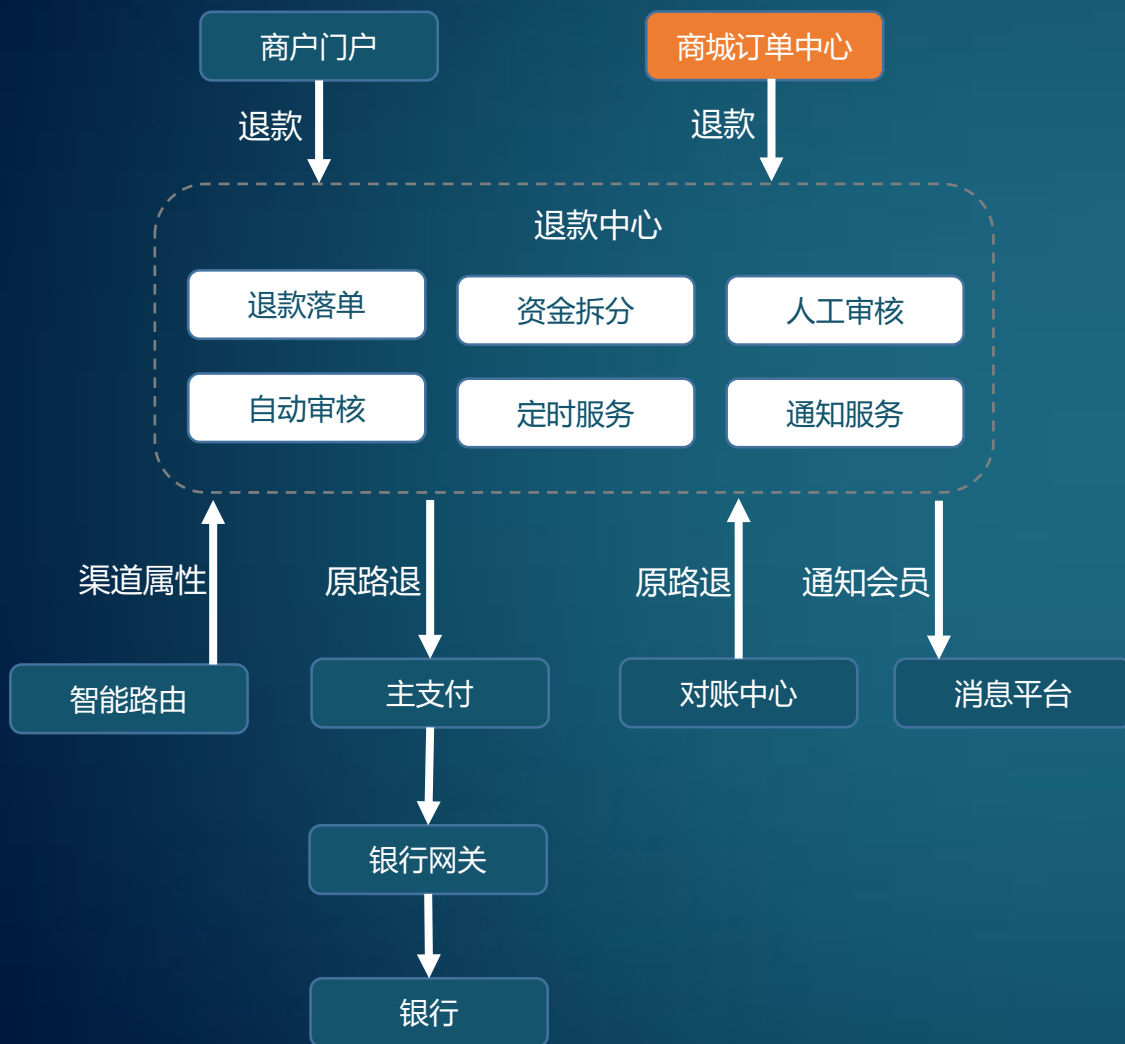 商户门户
商城订单中心
退款
退款
退款中心
退款落单
资金拆分
人工审核
自动审核
定时服务
通知服务
渠道属性
原路退
原路退
通知会员
智能路由
主支付
对账中心
消息平台
银行网关
银行